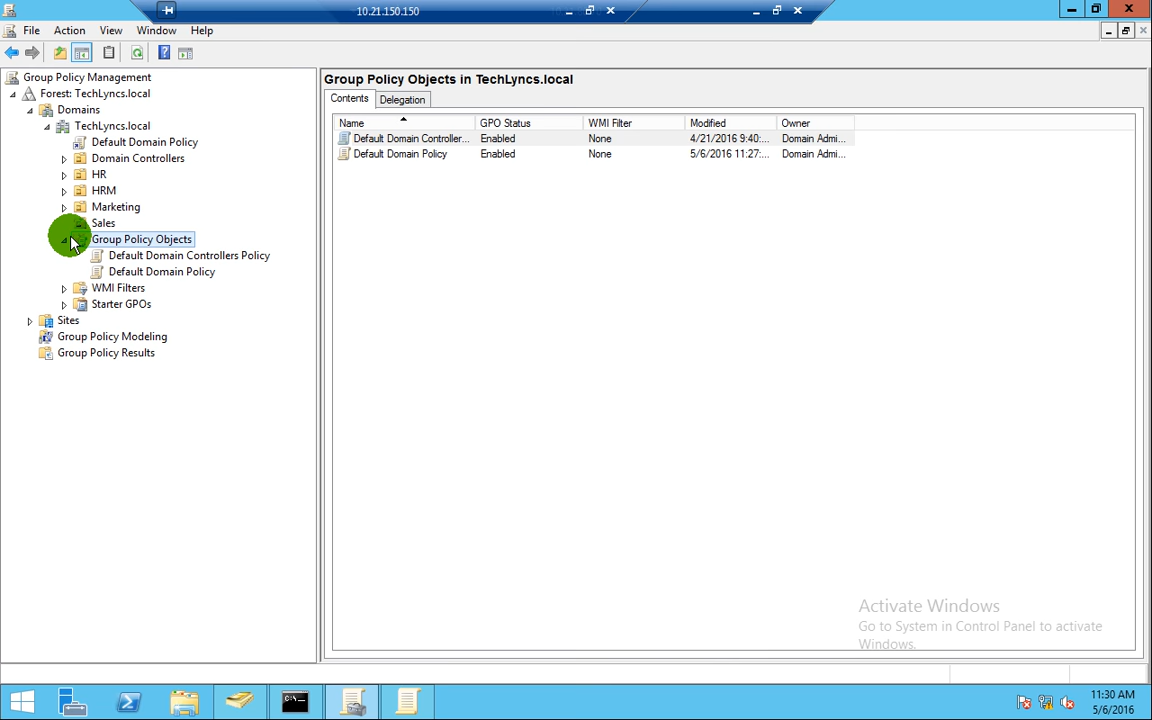 10.21.150.150
File Action View Window Help
Group Policy Management
Forest: TechLyncs.local
Domains
TechLyncs.local
Default Domain Policy
Domain Controllers
HR
HRM
Marketing
Sales
Group Policy Objects
Default Domain Controllers Policy
Default Domain Policy
WMI Filters
Starter GPOs
Sites
Group Policy Modeling
Group Policy Results
Group Policy Objects in TechLyncs.local
Contents Delegation
Name GPO Status WMI Filter Modified Owner
Default Domain Controller... Enabled None 4/21/2016 9:40:... Domain Admi...
Default Domain Policy Enabled None 5/6/2016 11:27:... Domain Admi...
Activate Windows
Go to System in Control Panel to activate
Windows.
C:\
11:30 AM
5/6/2016